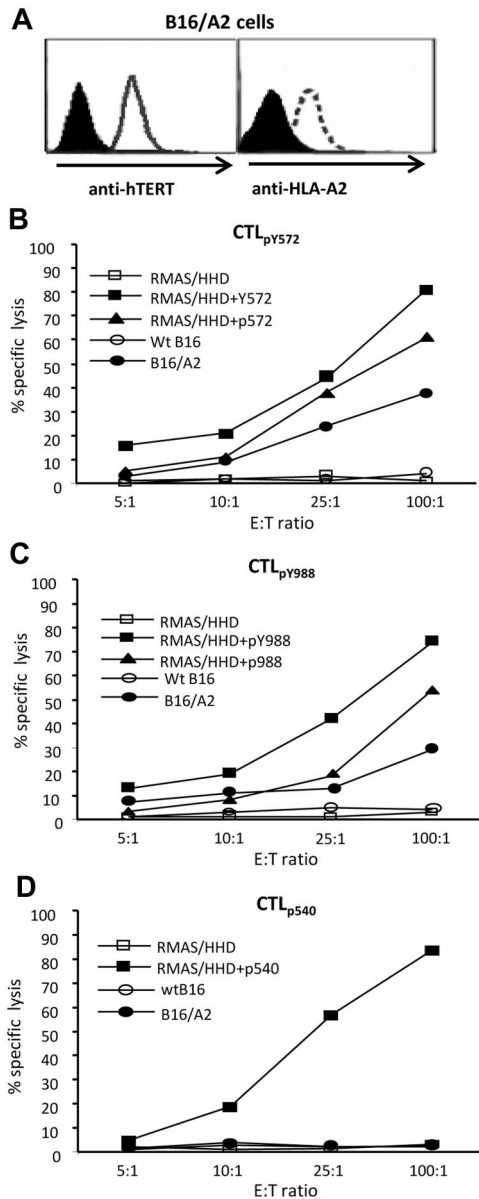 A
B16/A2 cells
anti-hTERT
anti-HLA-A2
B
CTLpY572
% specific lysis
100
90
80
70
60
50
40
30
20
10
0
RMAS/HHD
RMAS/HHD+Y572
RMAS/HHD+p572
Wt B16
B16/A2
5:1 10:1 25:1 100:1
E:T ratio
C
CTLpY988
% specific lysis
100
90
80
70
60
50
40
30
20
10
0
RMAS/HHD
RMAS/HHD+pY988
RMAS/HHD+p988
Wt B16
B16/A2
5:1 10:1 25:1 100:1
E:T ratio
D
CTLp540
% specific lysis
100
90
80
70
60
50
40
30
20
10
0
RMAS/HHD
RMAS/HHD+p540
wtB16
B16/A2
5:1 10:1 25:1 100:1
E:T ratio